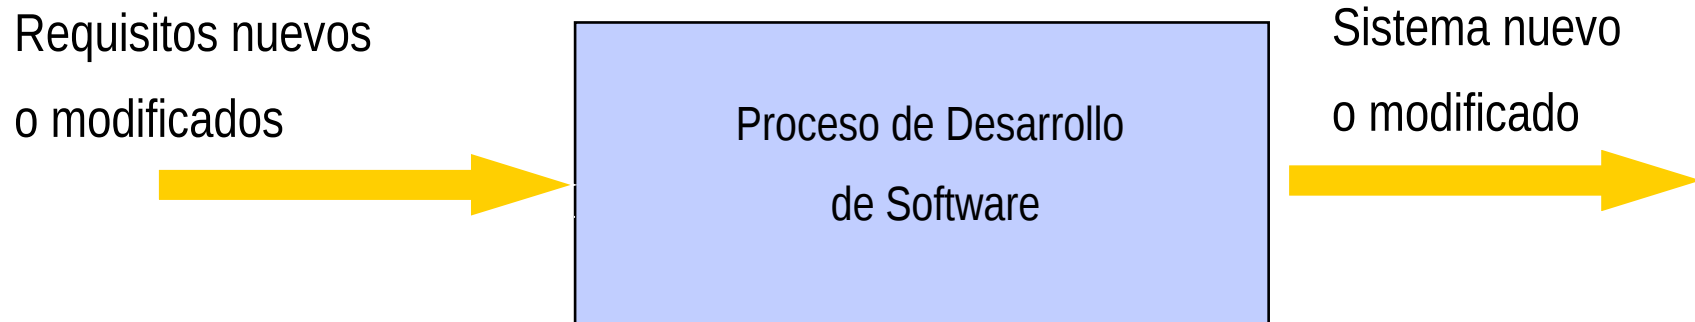 Requisitos nuevos
o modificados
Proceso de Desarrollo
de Software
Sistema nuevo
o modificado